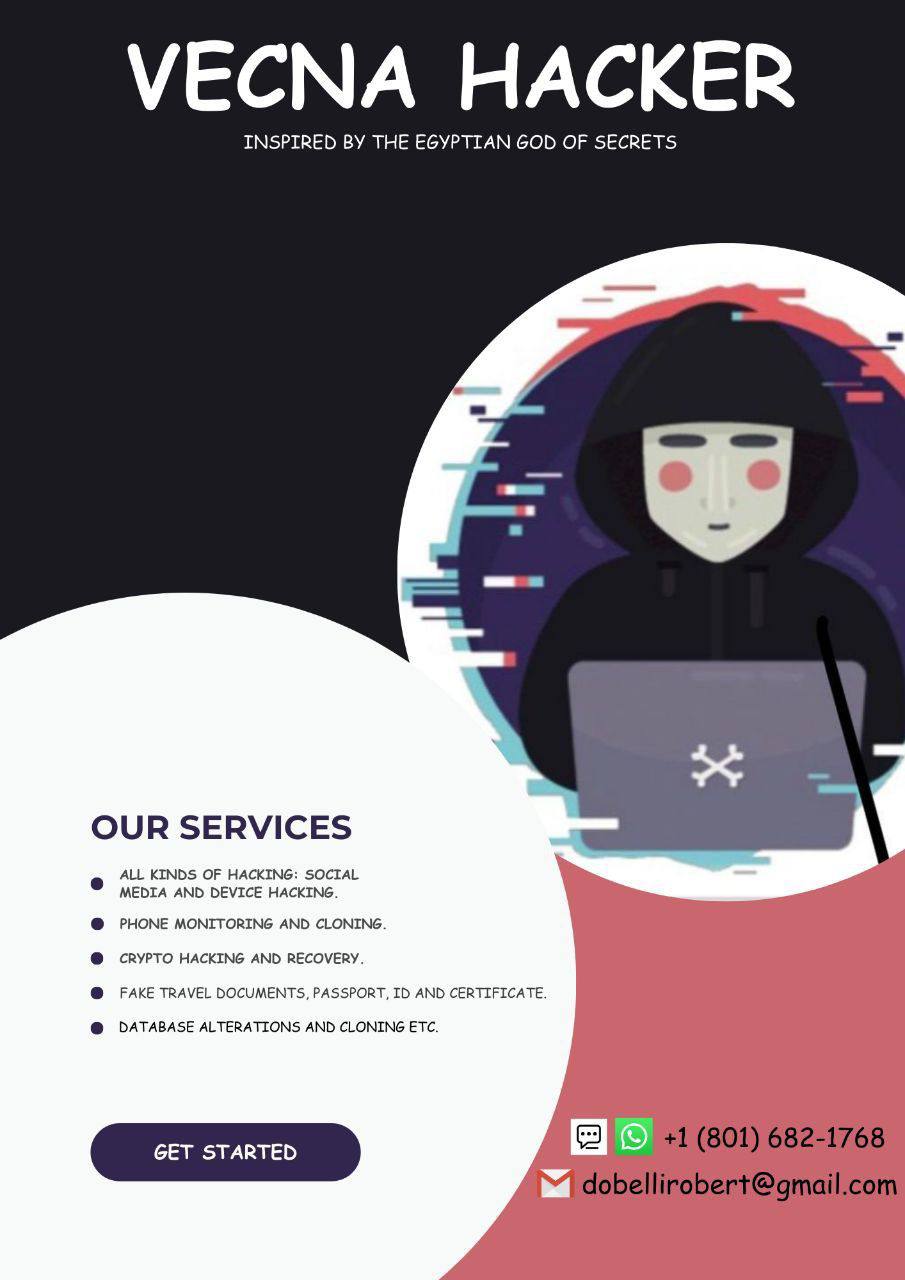 VECNA HACKER
INSPIRED BY THE EGYPTIAN GOD OF SECRETS
OUR SERVICES
ALL KINDS OF HACKING: SOCIAL
MEDIA AND DEVICE HACKING.
PHONE MONITORING AND CLONING.
CRYPTO HACKING AND RECOVERY.
FAKE TRAVEL DOCUMENTS, PASSPORT, ID AND CERTIFICATE.
DATABASE ALTERATIONS AND CLONING ETC.
GET STARTED
+1 (801) 682-1768
dobellirobert@gmail.com